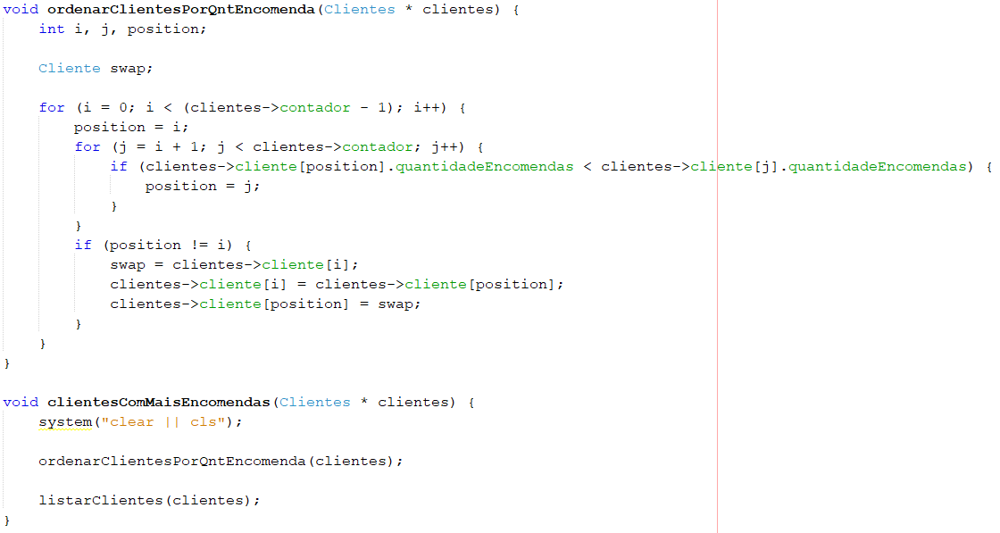 void ordenarClientesPorQntEncomenda(Clientes * clientes) {
    int i, j, position;

    Cliente swap;

    for (i = 0; i < (clientes->contador - 1); i++) {
        position = i;
        for (j = i + 1; j < clientes->contador; j++) {
            if (clientes->cliente[position].quantidadeEncomendas < clientes->cliente[j].quantidadeEncomendas) {
                position = j;
            }
        }
        if (position != i) {
            swap = clientes->cliente[i];
            clientes->cliente[i] = clientes->cliente[position];
            clientes->cliente[position] = swap;
        }
    }
}

void clientesComMaisEncomendas(Clientes * clientes) {
    system("clear || cls");

    ordenarClientesPorQntEncomenda(clientes);

    listarClientes(clientes);
}